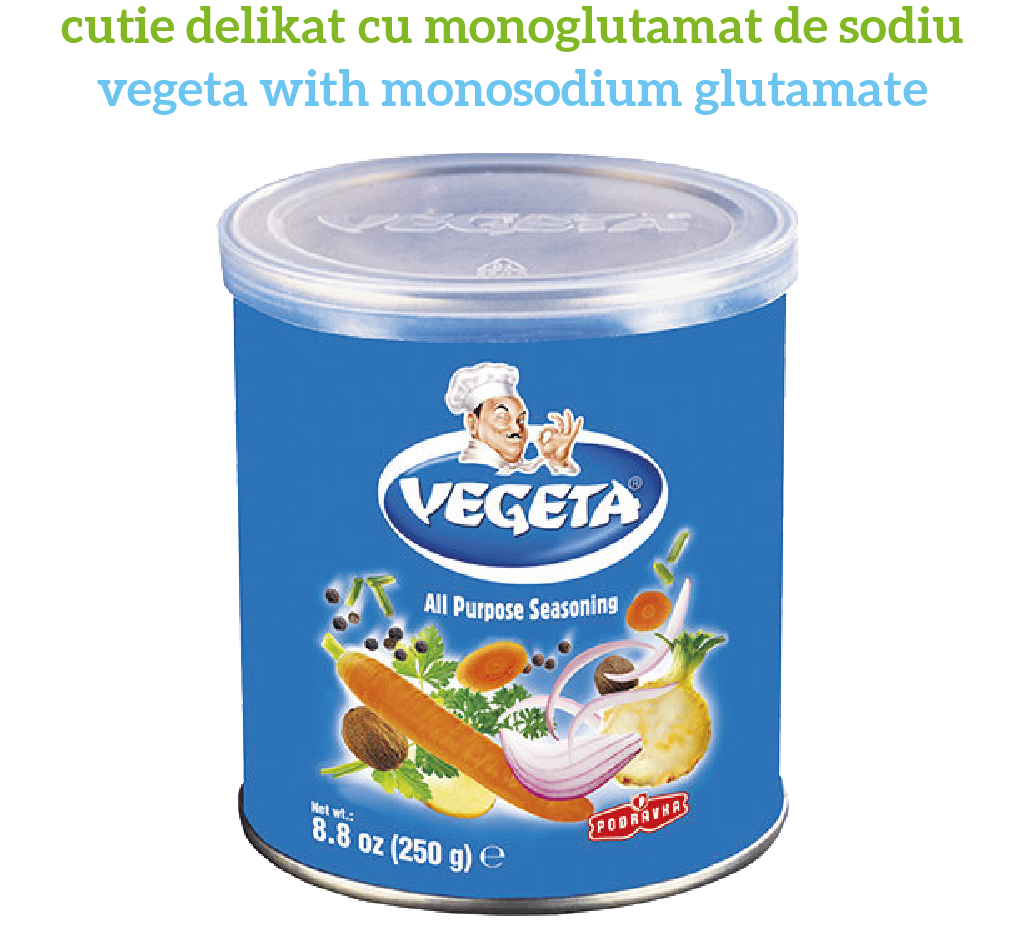 cutie delikat cu monoglutamat de sodiu
vegeta with monosodium glutamate
VEGETA
VEGETA®
All Purpose Seasoning
PODRAVKA
Net wt.:
8.8 oz (250 g) ℮